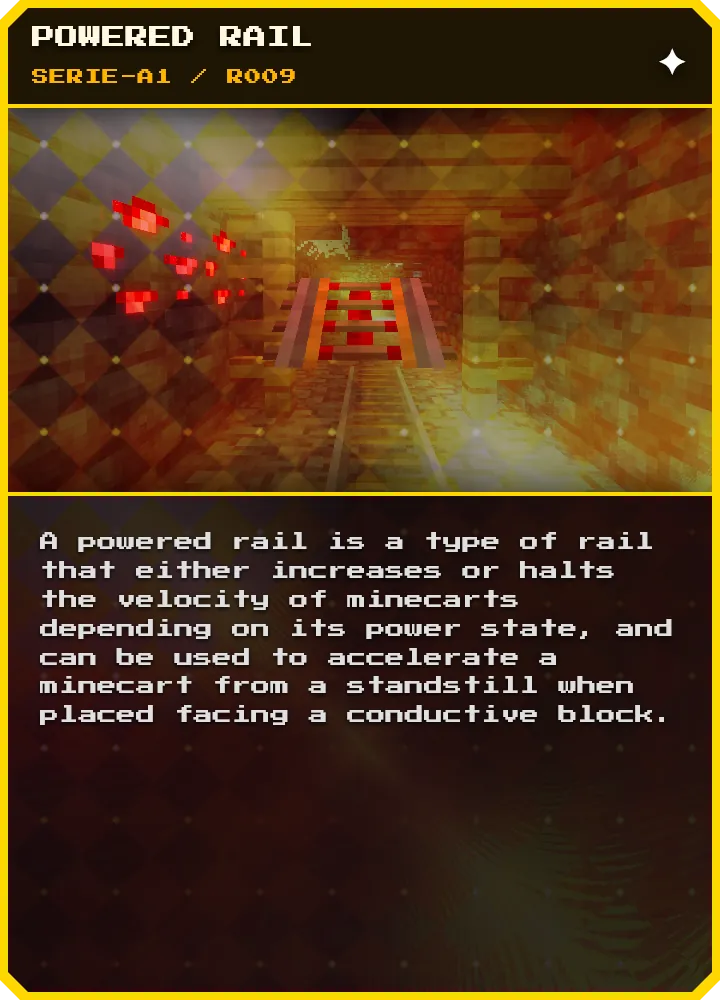 POWERED RAIL
SERIE-A1 / R009
A powered rail is a type of rail
that either increases or halts
the velocity of minecarts
depending on its power state, and
can be used to accelerate a
minecart from a standstill when
placed facing a conductive block.